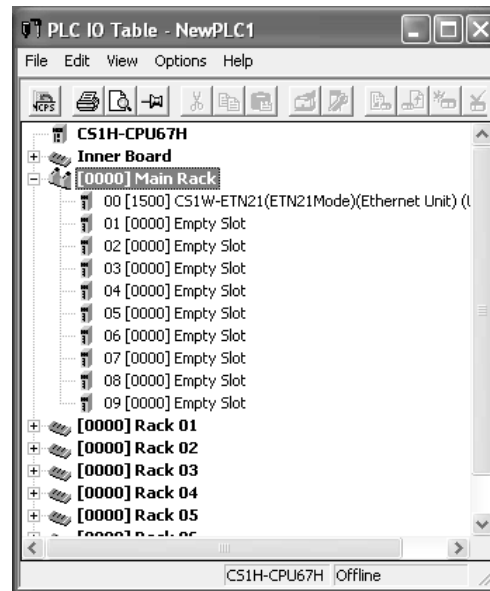 PLC IO Table - NewPLC1
File Edit View Options Help
CPS
CS1H-CPU67H
Inner Board
[0000] Main Rack
00 [1500] CS1W-ETN21(ETN21Mode)(Ethernet Unit) (
01 [0000] Empty Slot
02 [0000] Empty Slot
03 [0000] Empty Slot
04 [0000] Empty Slot
05 [0000] Empty Slot
06 [0000] Empty Slot
07 [0000] Empty Slot
08 [0000] Empty Slot
09 [0000] Empty Slot
[0000] Rack 01
[0000] Rack 02
[0000] Rack 03
[0000] Rack 04
[0000] Rack 05
CS1H-CPU67H Offline